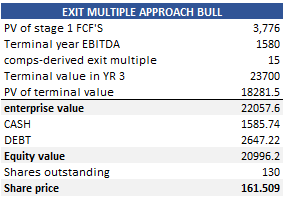 EXIT MULTIPLE APPROACH BULL
PV of stage 1 FCF'S 3,776
Terminal year EBITDA 1580
comps-derived exit multiple 15
Terminal value in YR 3 23700
PV of terminal value 18281.5
enterprise value 22057.6
CASH 1585.74
DEBT 2647.22
Equity value 20996.2
Shares outstanding 130
Share price 161.509